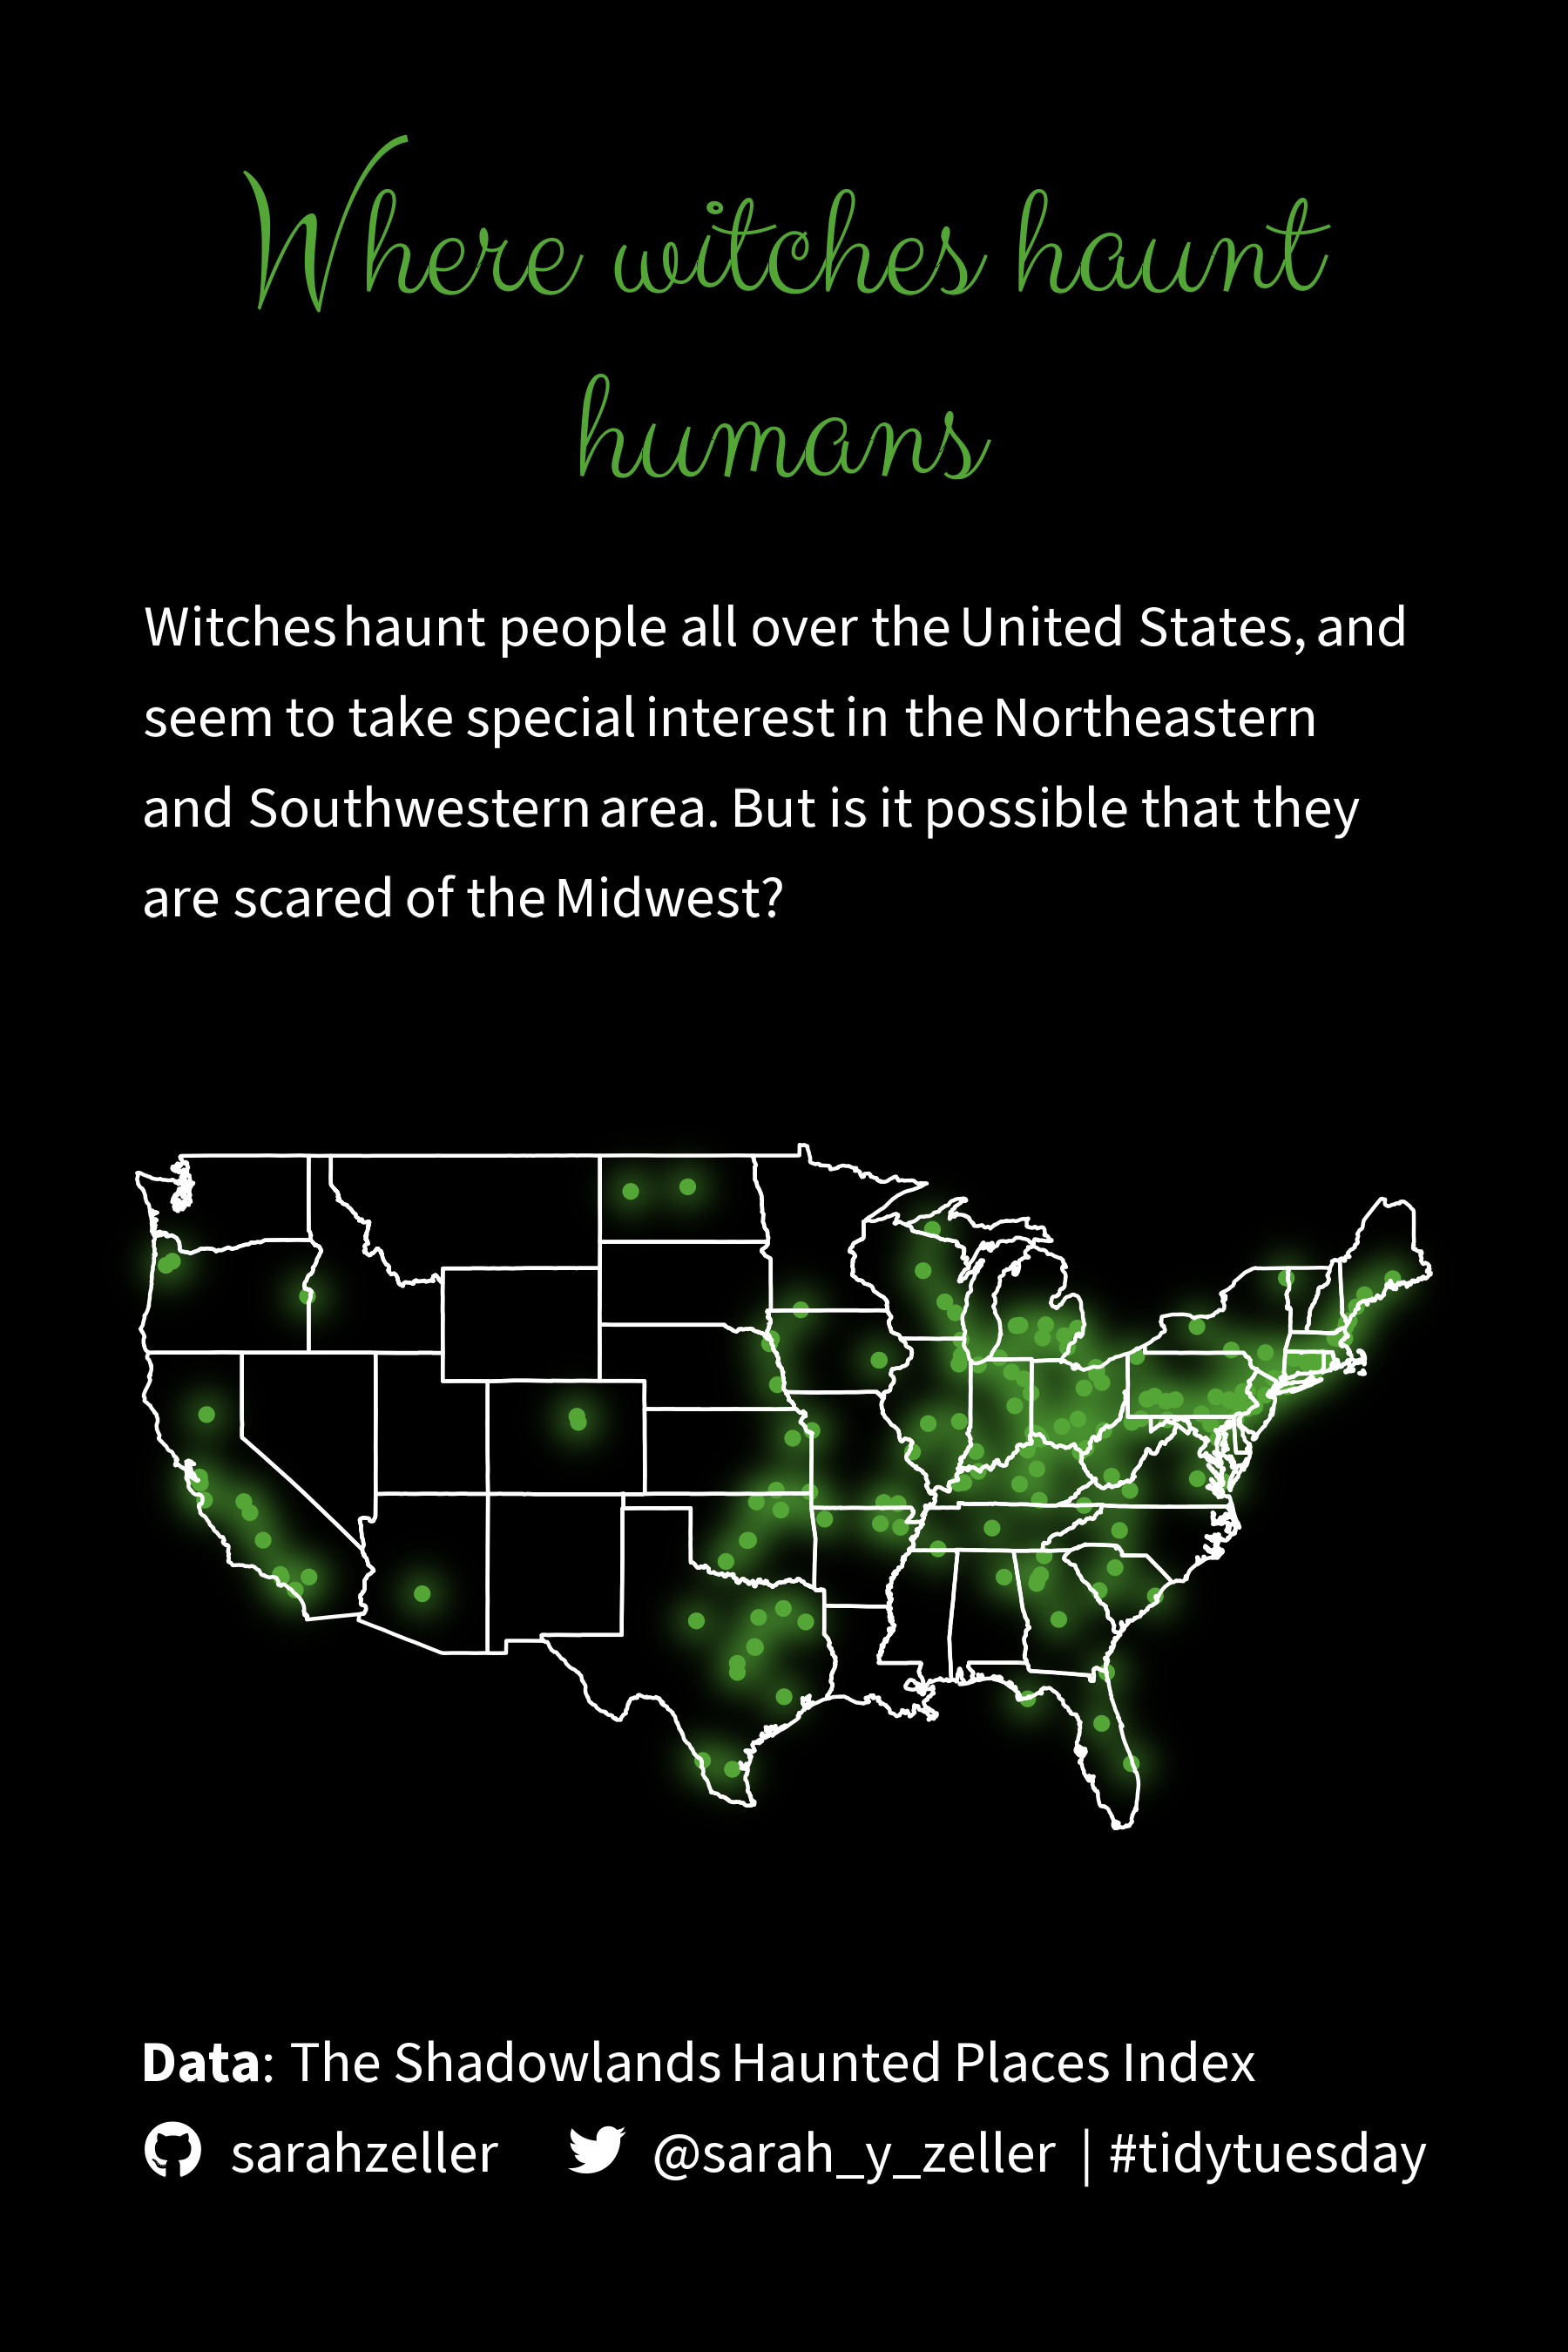 Where witches haunt
humans
Witches haunt people all over the United States, and
seem to take special interest in the Northeastern
and Southwestern area. But is it possible that they
are scared of the Midwest?
Data: The Shadowlands Haunted Places Index
sarahzeller @sarah_y_zeller | #tidytuesday